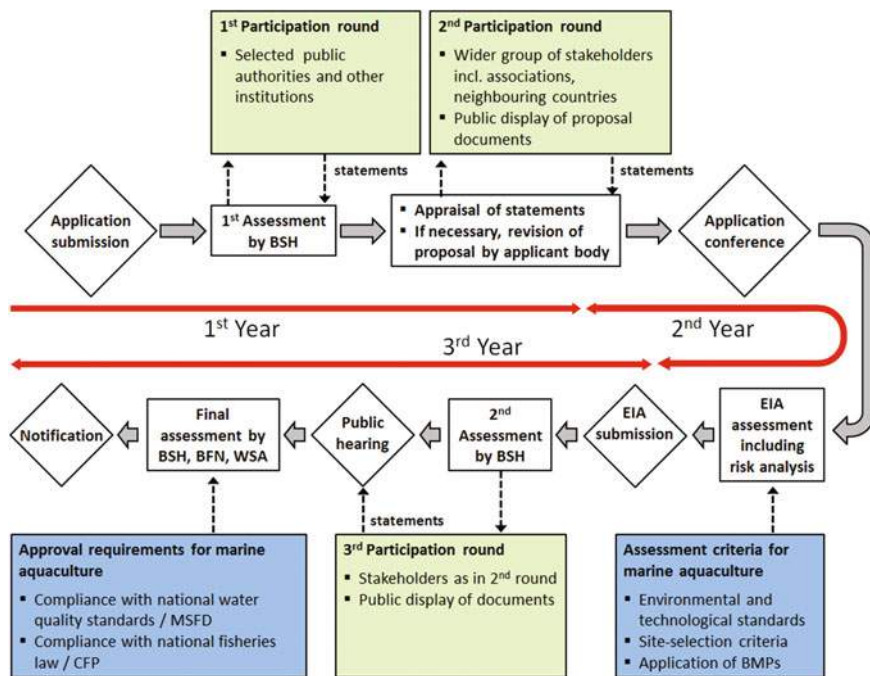 1st Participation round
▪ Selected public
authorities and other
institutions
2nd Participation round
▪ Wider group of stakeholders
incl. associations,
neighbouring countries
▪ Public display of proposal
documents
statements
statements
Application
submission
1st Assessment
by BSH
▪ Appraisal of statements
▪ If necessary, revision of
proposal by applicant body
Application
conference
1st Year
2nd Year
3rd Year
Notification
Final
assessment by
BSH, BFN, WSA
Public
hearing
2nd
Assessment
by BSH
EIA
submission
EIA
assessment
including
risk analysis
statements
Approval requirements for marine
aquaculture
▪ Compliance with national water
quality standards / MSFD
▪ Compliance with national fisheries
law / CFP
3rd Participation round
▪ Stakeholders as in 2nd round
▪ Public display of documents
Assessment criteria for
marine aquaculture
▪ Environmental and
technological standards
▪ Site-selection criteria
▪ Application of BMPs